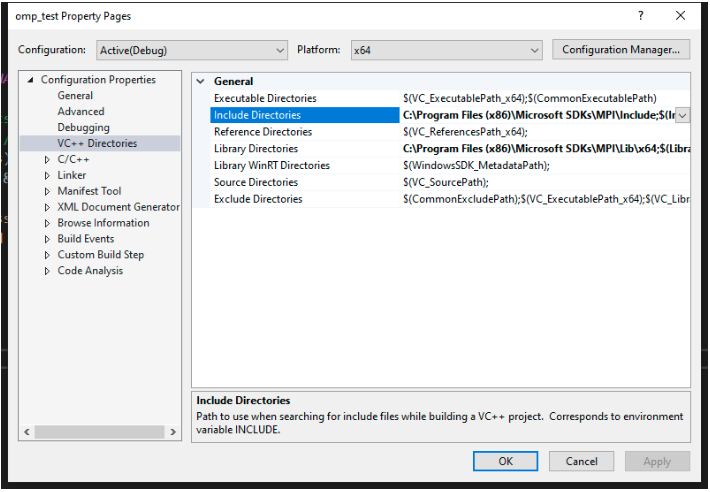 omp_test Property Pages
? X
Configuration: Active(Debug) Platform: x64 Configuration Manager...
Configuration Properties
General
Advanced
Debugging
VC++ Directories
C/C++
Linker
Manifest Tool
XML Document Generator
Browse Information
Build Events
Custom Build Step
Code Analysis
General
Executable Directories $(VC_ExecutablePath_x64);$(CommonExecutablePath)
Include Directories C:\Program Files (x86)\Microsoft SDKs\MPI\Include;$(In
Reference Directories $(VC_ReferencesPath_x64);
Library Directories C:\Program Files (x86)\Microsoft SDKs\MPI\Lib\x64;$(Libra
Library WinRT Directories $(WindowsSDK_MetadataPath);
Source Directories $(VC_SourcePath);
Exclude Directories $(CommonExcludePath);$(VC_ExecutablePath_x64);$(VC_Libr
Include Directories
Path to use when searching for include files while building a VC++ project.  Corresponds to environment
variable INCLUDE.
OK Cancel Apply